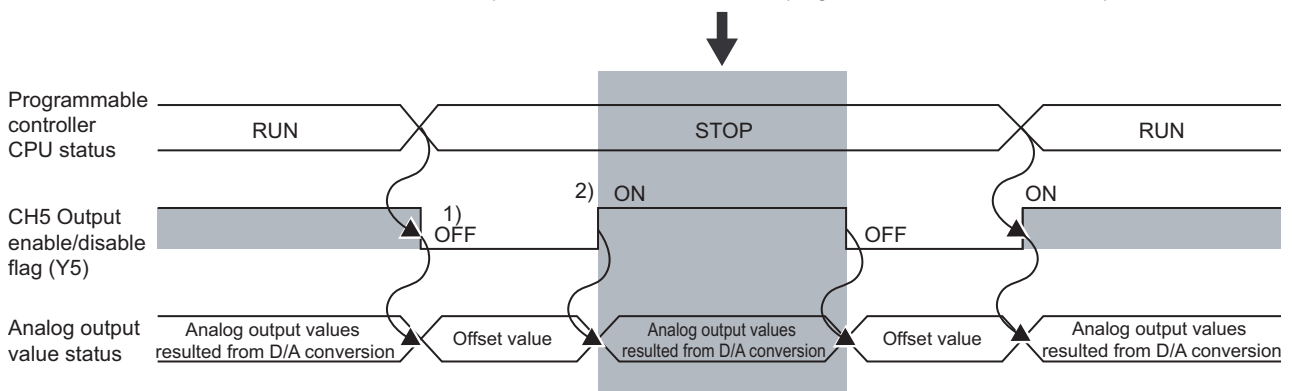 Programmable
controller
CPU status
RUN
STOP
RUN
CH5 Output
enable/disable
flag (Y5)
1)
OFF
2) ON
OFF
ON
Analog output
value status
Analog output values
resulted from D/A conversion
Offset value
Analog output values
resulted from D/A conversion
Offset value
Analog output values
resulted from D/A conversion